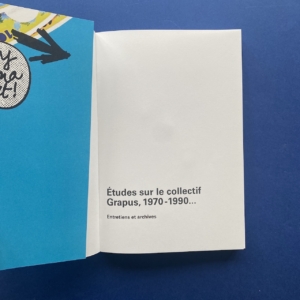 Études sur le collectif
Grapus, 1970-1990...
Entretiens et archives